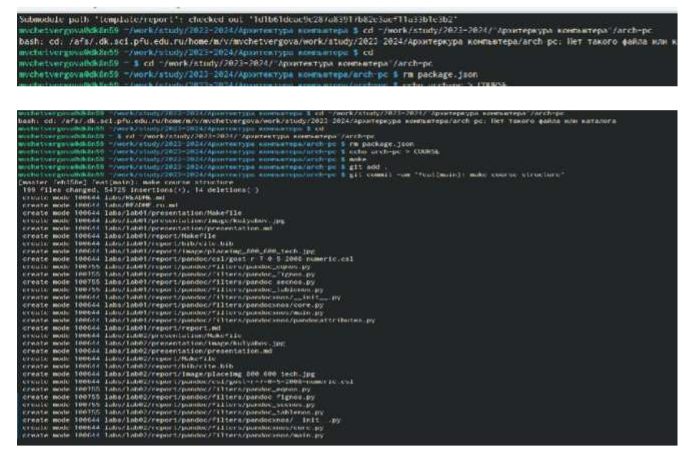 Submodule path 'template/report': checked out '1d1b61dcac9c287a83917b82e3acf11a33b1e3b2'
mvchetvergova@dk8n59 ~/work/study/2023-2024/Архитектура компьютера $ cd ~/work/study/2023-2024/"Архитектура компьютера"/arch-pc
bash: cd: /afs/.dk.sci.pfu.edu.ru/home/m/v/mvchetvergova/work/study/2023-2024/Архитектура компьютера/arch-pc: Нет такого файла или к
mvchetvergova@dk8n59 ~/work/study/2023-2024/Архитектура компьютера $ cd
mvchetvergova@dk8n59 ~ $ cd ~/work/study/2023-2024/"Архитектура компьютера"/arch-pc
mvchetvergova@dk8n59 ~/work/study/2023-2024/Архитектура компьютера/arch-pc $ rm package.json
mvchetvergova@dk8n59 ~/work/study/2023-2024/Архитектура компьютера/arch-pc $ echo arch-pc > COURSE
mvchetvergova@dk8n59 ~/work/study/2023-2024/Архитектура компьютера $ cd ~/work/study/2023-2024/"Архитектура компьютера"/arch-pc
bash: cd: /afs/.dk.sci.pfu.edu.ru/home/m/v/mvchetvergova/work/study/2023-2024/Архитектура компьютера/arch-pc: Нет такого файла или каталога
mvchetvergova@dk8n59 ~/work/study/2023-2024/Архитектура компьютера $ cd
mvchetvergova@dk8n59 ~ $ cd ~/work/study/2023-2024/"Архитектура компьютера"/arch-pc
mvchetvergova@dk8n59 ~/work/study/2023-2024/Архитектура компьютера/arch-pc $ rm package.json
mvchetvergova@dk8n59 ~/work/study/2023-2024/Архитектура компьютера/arch-pc $ echo arch-pc > COURSE
mvchetvergova@dk8n59 ~/work/study/2023-2024/Архитектура компьютера/arch-pc $ make
mvchetvergova@dk8n59 ~/work/study/2023-2024/Архитектура компьютера/arch-pc $ git add .
mvchetvergova@dk8n59 ~/work/study/2023-2024/Архитектура компьютера/arch-pc $ git commit -am 'feat(main): make course structure'
[master feat(main): make course structure
199 files changed, 54725 insertions(+), 14 deletions(-)
create mode 100644 labs/README.md
create mode 100644 labs/README.ru.md
create mode 100644 labs/lab01/presentation/Makefile
create mode 100644 labs/lab01/presentation/image/kulyabov.jpg
create mode 100644 labs/lab01/presentation/presentation.md
create mode 100644 labs/lab01/report/Makefile
create mode 100644 labs/lab01/report/bib/cite.bib
create mode 100644 labs/lab01/report/image/placeimg_800_600_tech.jpg
create mode 100644 labs/lab01/report/pandoc/csl/gost-r-7-0-5-2008-numeric.csl
create mode 100755 labs/lab01/report/pandoc/filters/pandoc_eqnos.py
create mode 100755 labs/lab01/report/pandoc/filters/pandoc_fignos.py
create mode 100755 labs/lab01/report/pandoc/filters/pandoc_secnos.py
create mode 100755 labs/lab01/report/pandoc/filters/pandoc_tablenos.py
create mode 100644 labs/lab01/report/pandoc/filters/pandocxnos/__init__.py
create mode 100644 labs/lab01/report/pandoc/filters/pandocxnos/core.py
create mode 100644 labs/lab01/report/pandoc/filters/pandocxnos/main.py
create mode 100644 labs/lab01/report/pandoc/filters/pandocxnos/pandocattributes.py
create mode 100644 labs/lab01/report/report.md
create mode 100644 labs/lab02/presentation/Makefile
create mode 100644 labs/lab02/presentation/image/kulyabov.jpg
create mode 100644 labs/lab02/presentation/presentation.md
create mode 100644 labs/lab02/report/Makefile
create mode 100644 labs/lab02/report/bib/cite.bib
create mode 100644 labs/lab02/report/image/placeimg_800_600_tech.jpg
create mode 100644 labs/lab02/report/pandoc/csl/gost-r-7-0-5-2008-numeric.csl
create mode 100755 labs/lab02/report/pandoc/filters/pandoc_eqnos.py
create mode 100755 labs/lab02/report/pandoc/filters/pandoc_fignos.py
create mode 100755 labs/lab02/report/pandoc/filters/pandoc_secnos.py
create mode 100755 labs/lab02/report/pandoc/filters/pandoc_tablenos.py
create mode 100644 labs/lab02/report/pandoc/filters/pandocxnos/__init__.py
create mode 100644 labs/lab02/report/pandoc/filters/pandocxnos/core.py
create mode 100644 labs/lab02/report/pandoc/filters/pandocxnos/main.py